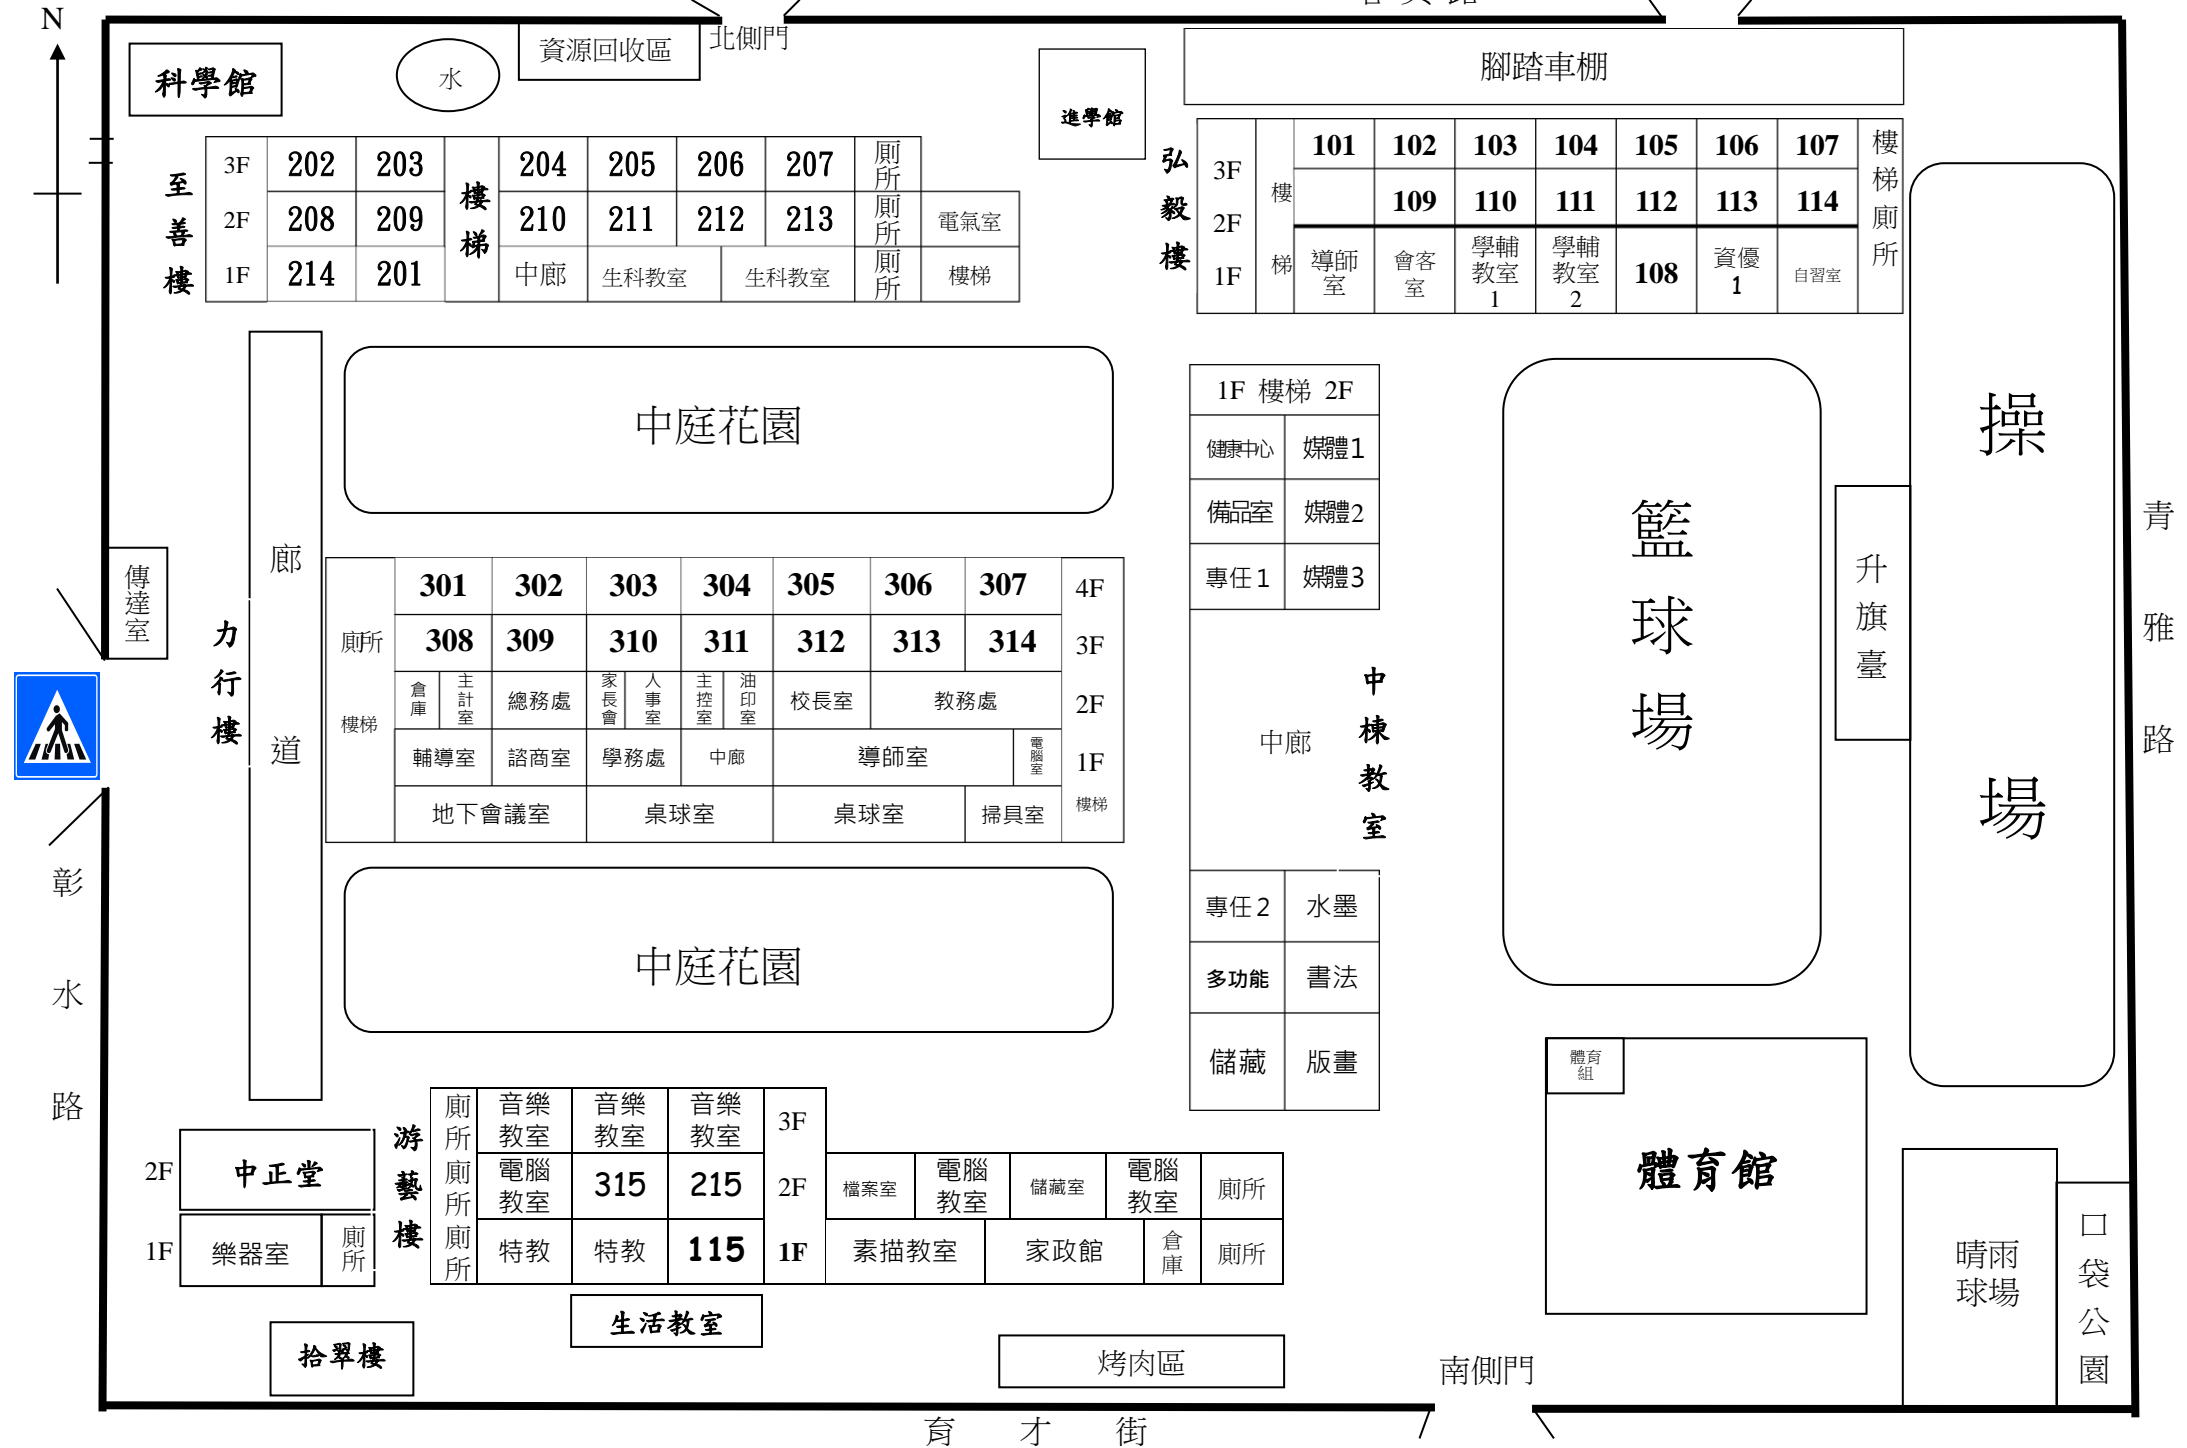 N
北側門
資源回收區
科學館
水
進學館
腳踏車棚
至善樓
3F 202 203 樓梯 204 205 206 207 廁所
2F 208 209 210 211 212 213 廁所 電氣室
1F 214 201 中廊 生科教室 生科教室 廁所 樓梯
弘毅樓
3F 樓梯 101 102 103 104 105 106 107 樓梯廁所
2F 109 110 111 112 113 114
1F 導師室 會客室 學輔教室1 學輔教室2 108 資優1 自習室
中庭花園
廊道
傳達室
力行樓
廁所 301 302 303 304 305 306 307 4F
308 309 310 311 312 313 314 3F
樓梯 倉庫 主計室 總務處 家長會 人事室 主控室 油印室 校長室 教務處 2F
輔導室 諮商室 學務處 中廊 導師室 電腦室 1F
地下會議室 桌球室 桌球室 掃具室 樓梯
中庭花園
1F 樓梯 2F
健康中心 媒體1
備品室 媒體2
專任1 媒體3
中廊
中棟教室
專任2 水墨
多功能 書法
儲藏 版畫
籃球場
升旗臺
操場
青雅路
彰水路
2F 中正堂
1F 樂器室 廁所
游藝樓
廁所 音樂教室 音樂教室 音樂教室 3F
廁所 電腦教室 315 215 2F 檔案室 電腦教室 儲藏室 電腦教室 廁所
廁所 特教 特教 115 1F 素描教室 家政館 倉庫 廁所
生活教室
拾翠樓
烤肉區
體育組
體育館
晴雨球場
口袋公園
南側門
育才街